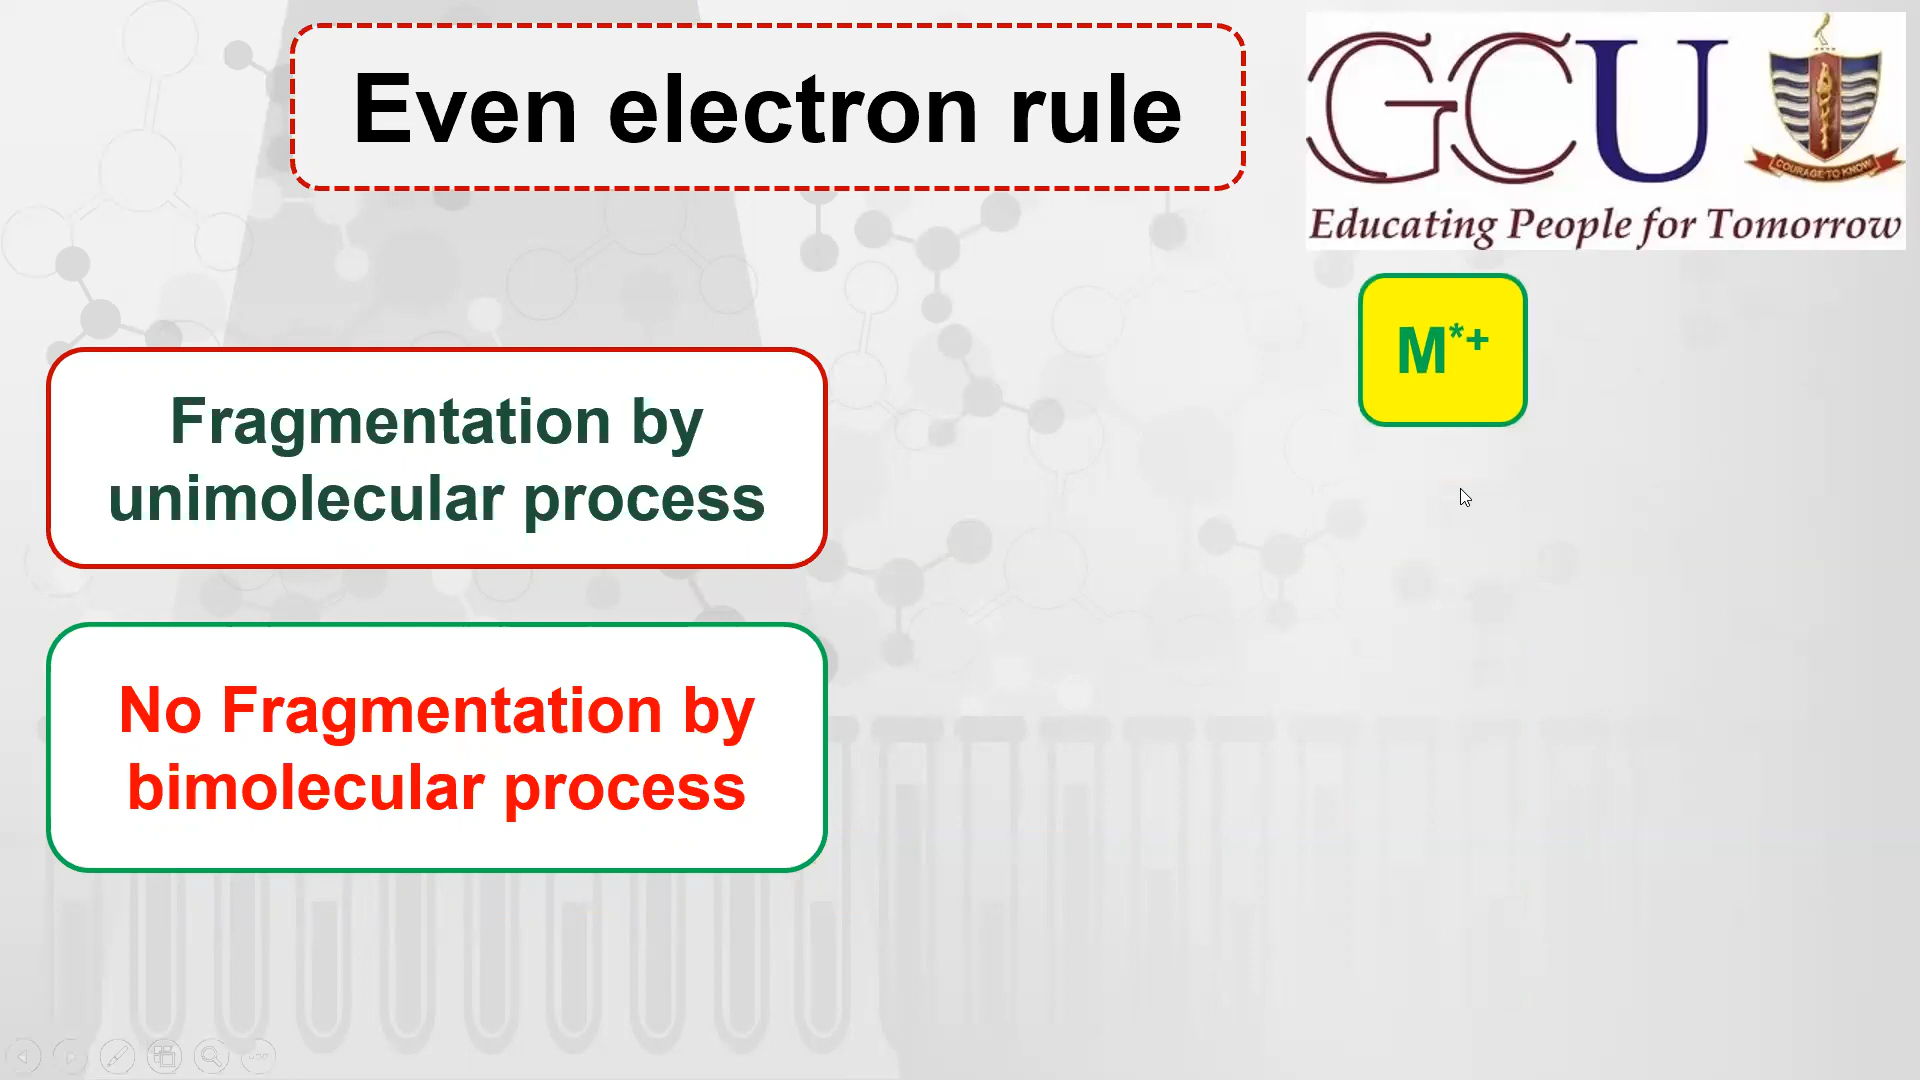 Even electron rule
GCU
COURAGE TO KNOW
Educating People for Tomorrow
M*+
Fragmentation by
unimolecular process
No Fragmentation by
bimolecular process